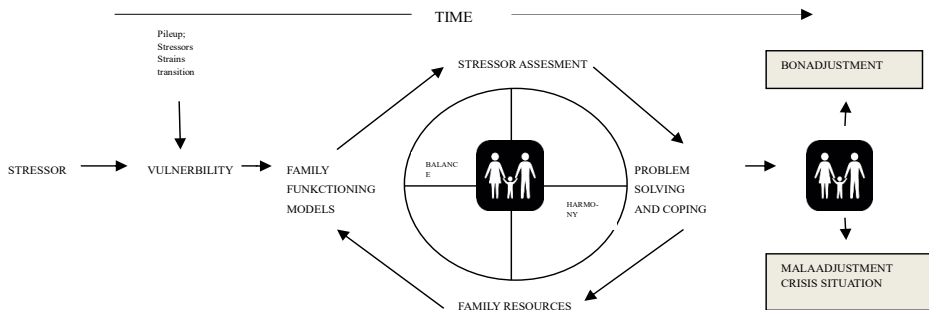 TIME
Pileup;
Stressors
Strains
transition
STRESSOR ASSESMENT
BONADJUSTMENT
STRESSOR
VULNERBILITY
FAMILY
FUNKCTIONING
MODELS
BALANC
E
HARMO-
NY
PROBLEM
SOLVING
AND COPING
MALAADJUSTMENT
CRISIS SITUATION
FAMILY RESOURCES